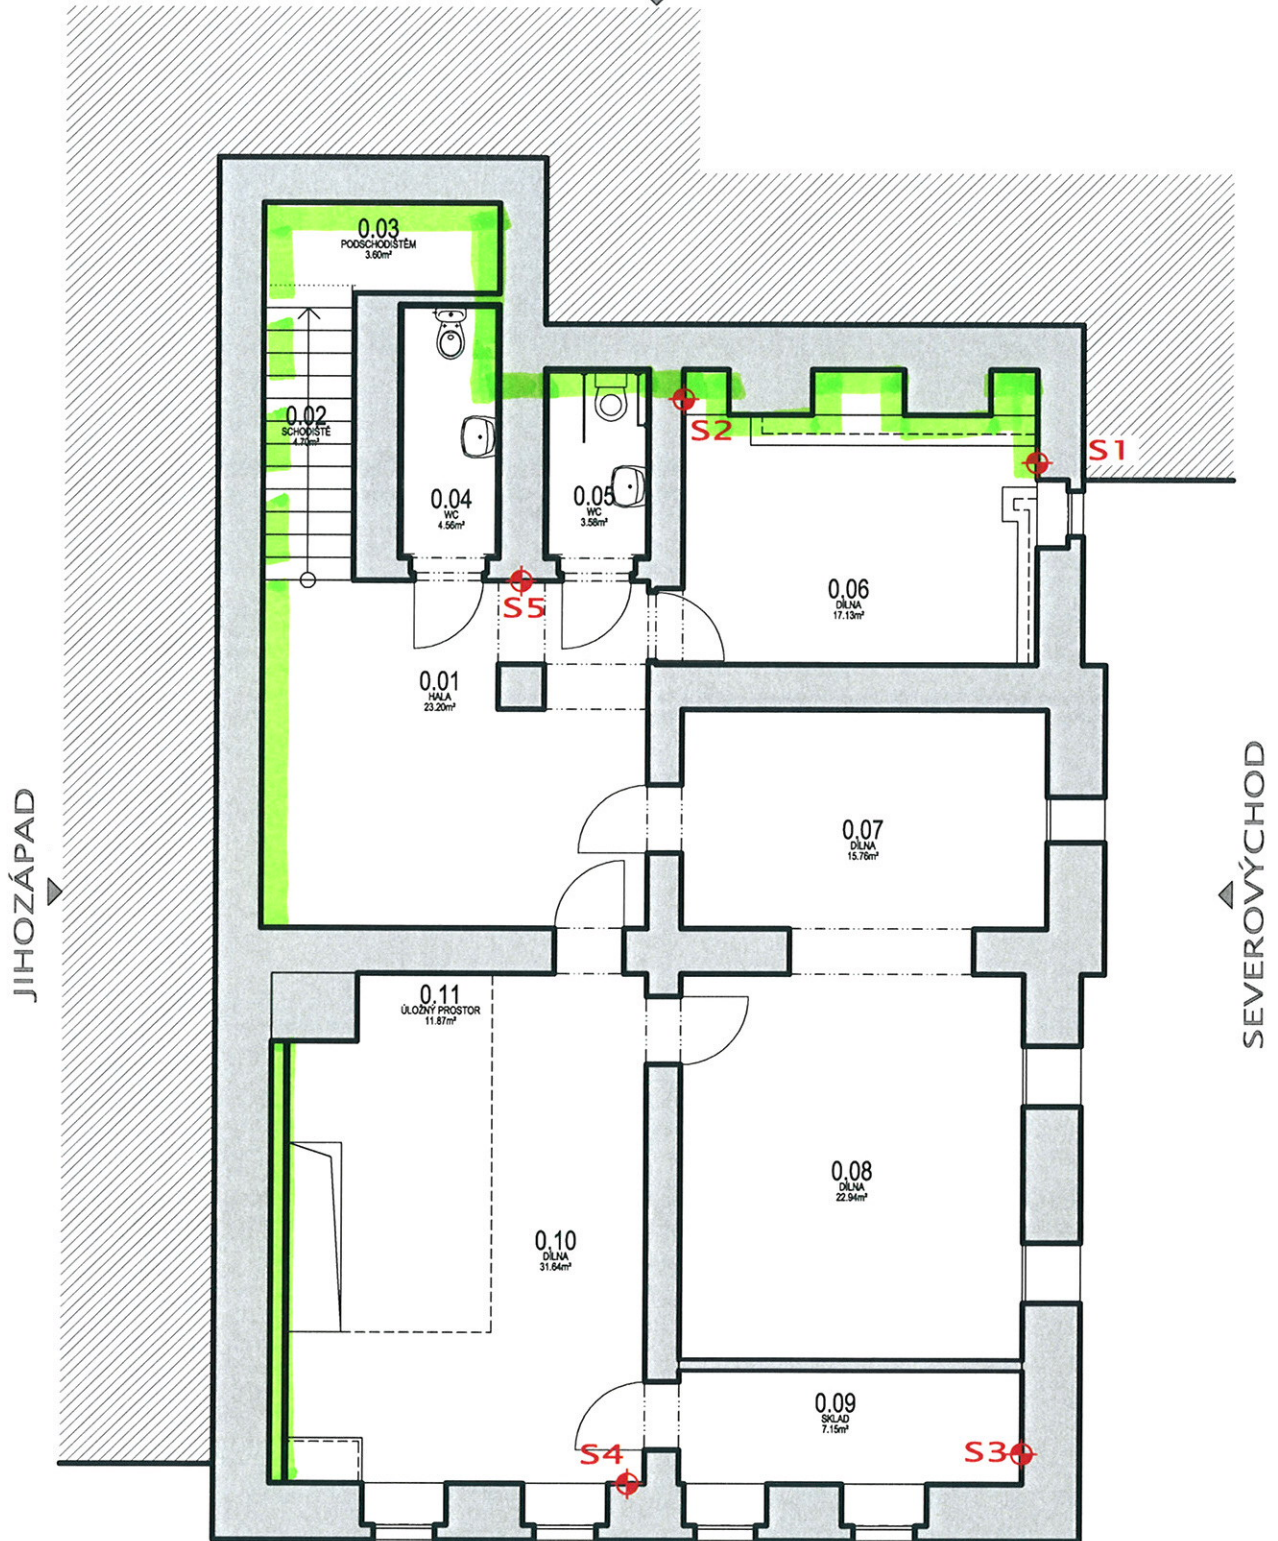 0.03
PODSCHODIŠTĚM
3.60m²
0.02
SCHODIŠTĚ
4.70m²
S2
S1
0.04
WC
4.56m²
0.05
WC
3.58m²
S5
0.06
DÍLNA
17.13m²
0.01
HALA
23.20m²
0.07
DÍLNA
15.76m²
JIHOZÁPAD
SEVEROVÝCHOD
0.11
ÚLOŽNÝ PROSTOR
11.87m²
0.08
DÍLNA
22.94m²
0.10
DÍLNA
31.64m²
0.09
SKLAD
7.15m²
S4
S3